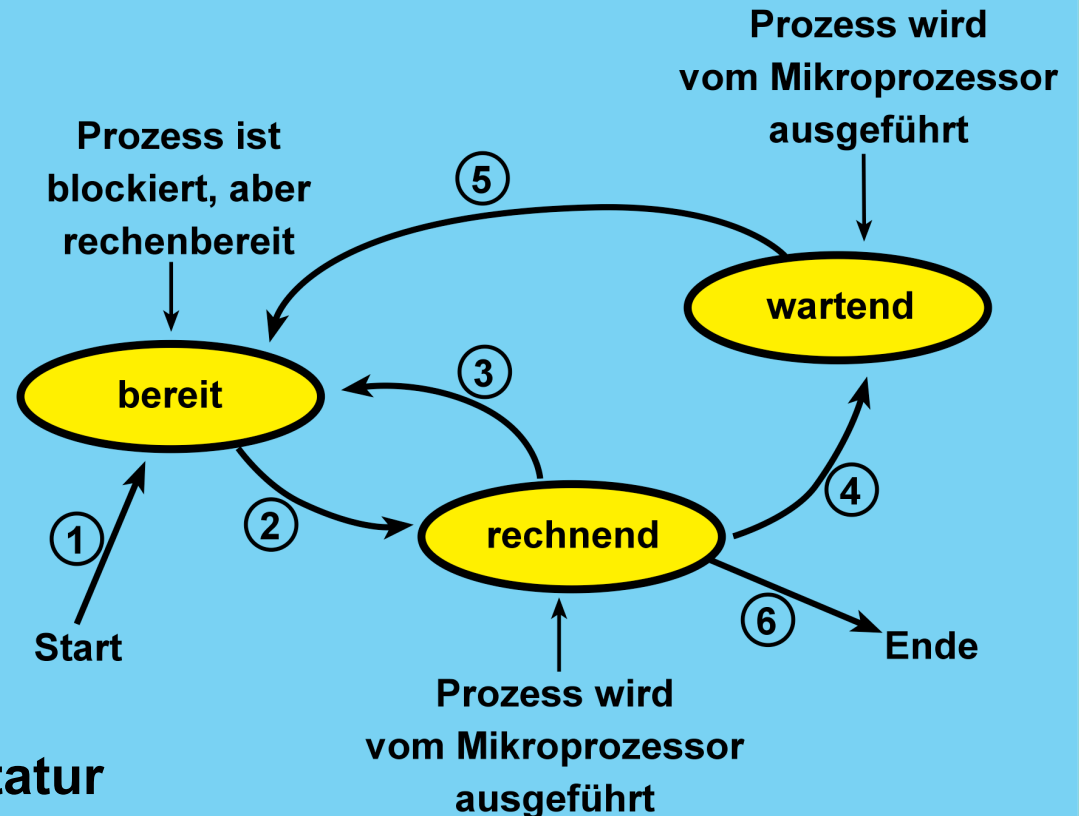 Prozess wird
vom Mikroprozessor
ausgeführt
Prozess ist
blockiert, aber
rechenbereit
5
wartend
3
bereit
4
2
1
rechnend
6
Start
Ende
Prozess wird
vom Mikroprozessor
ausgeführt
tatur